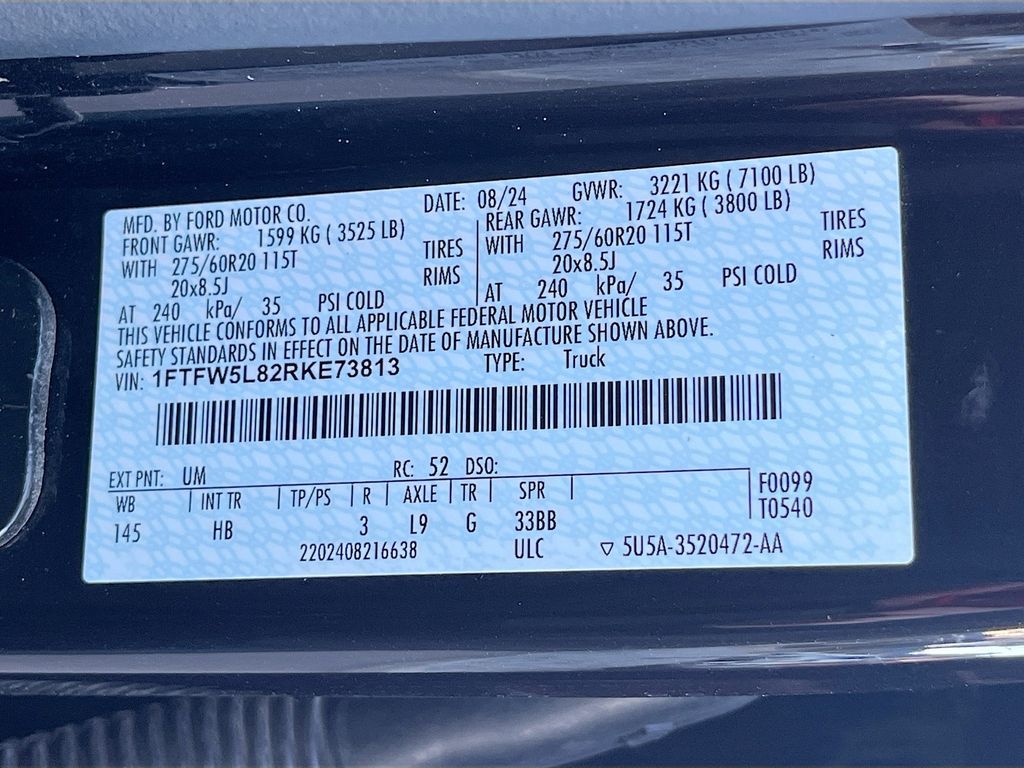 MFD. BY FORD MOTOR CO. DATE: 08/24 GVWR: 3221 KG ( 7100 LB)
FRONT GAWR: 1599 KG ( 3525 LB) REAR GAWR: 1724 KG ( 3800 LB)
WITH 275/60R20 115T TIRES WITH 275/60R20 115T TIRES
20x8.5J RIMS 20x8.5J RIMS
AT 240 kPa/ 35 PSI COLD AT 240 kPa/ 35 PSI COLD
THIS VEHICLE CONFORMS TO ALL APPLICABLE FEDERAL MOTOR VEHICLE
SAFETY STANDARDS IN EFFECT ON THE DATE OF MANUFACTURE SHOWN ABOVE.
VIN: 1FTFW5L82RKE73813 TYPE: Truck
EXT PNT: UM RC: 52 DSO:
WB INT TR TP/PS R AXLE TR SPR F0099
145 HB 3 L9 G 33BB T0540
2202408216638 ULC ▽ 5U5A-3520472-AA